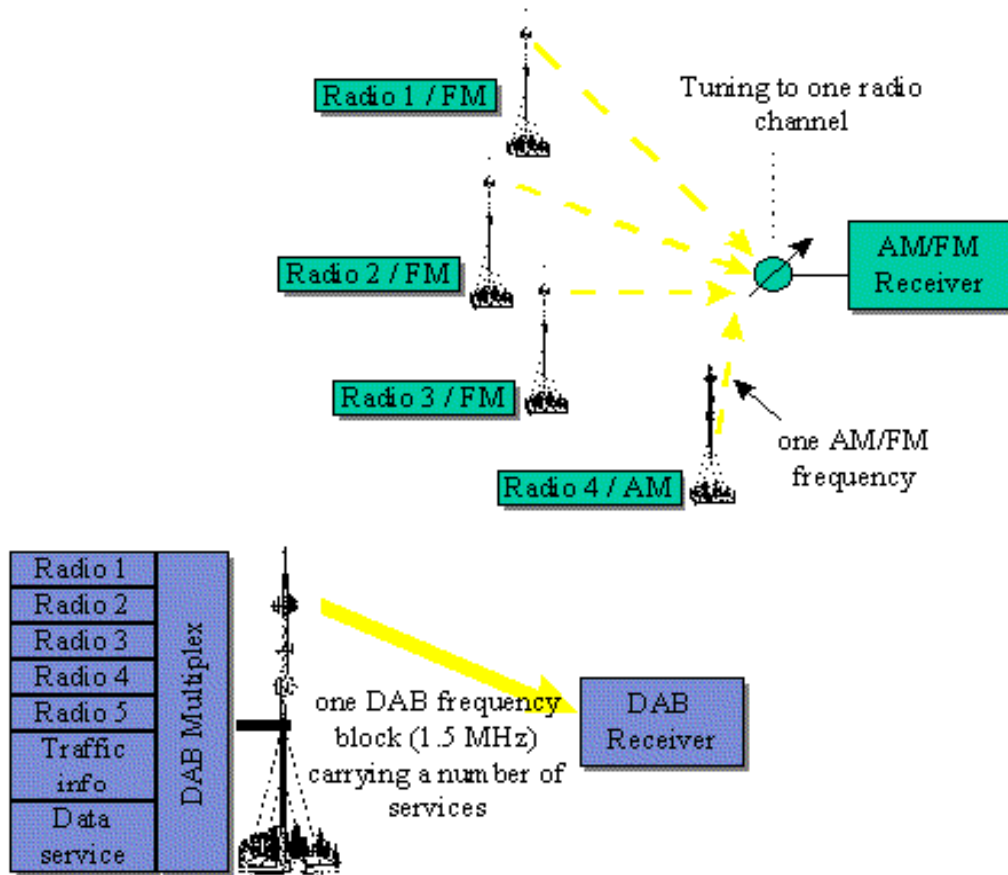 Radio 1 / FM
Tuning to one radio
channel
Radio 2 / FM
AM/FM
Receiver
Radio 3 / FM
one AM/FM
frequency
Radio 4 / AM
Radio 1
Radio 2
Radio 3
Radio 4
Radio 5
Traffic
info
Data
service
DAB Multiplex
one DAB frequency
block (1.5 MHz)
carrying a number of
services
DAB
Receiver